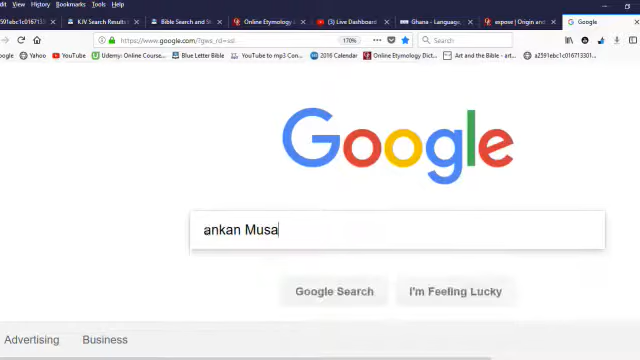 View History Bookmarks Tools Help
KJV Search Results Bible Search and St Online Etymology (3) Live Dashboard Ghana - Language, expose | Origin and Google
https://www.google.com/?gws_rd=ssl 170% Search
YouTube Udemy: Online Course... Blue Letter Bible YouTube to mp3 Con... 2016 Calendar Online Etymology Dict... Art and the Bible - art... a2591ebc1c016713301...
Google
ankan Musa
Google Search I'm Feeling Lucky
Advertising Business